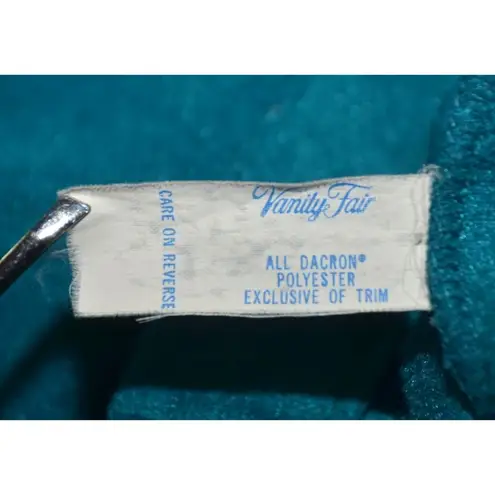 Vanity Fair
ALL DACRON®
POLYESTER
EXCLUSIVE OF TRIM
CARE ON REVERSE